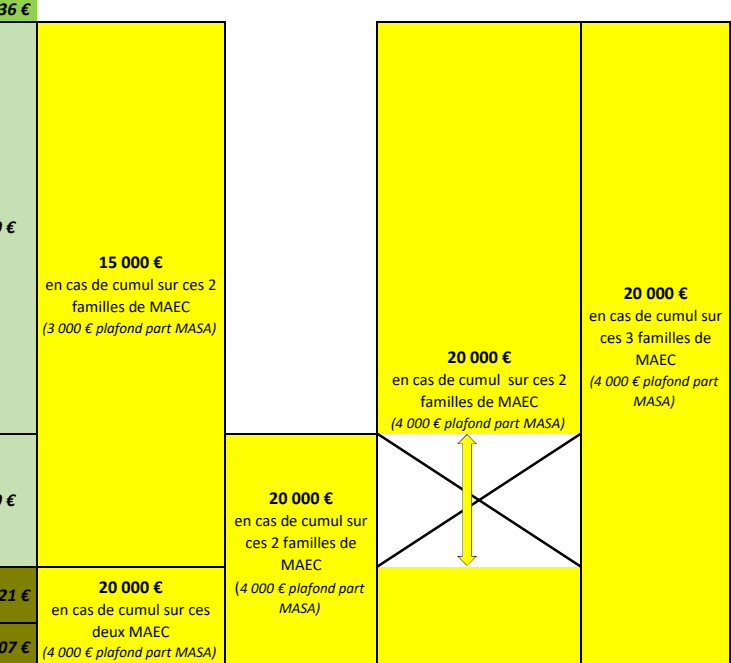 36 €
€
15 000 €
en cas de cumul sur ces 2
familles de MAEC
(3 000 € plafond part MASA)
20 000 €
en cas de cumul sur ces 2
familles de MAEC
(4 000 € plafond part MASA)
20 000 €
en cas de cumul sur
ces 3 familles de
MAEC
(4 000 € plafond part
MASA)
€
20 000 €
en cas de cumul sur
ces 2 familles de
MAEC
(4 000 € plafond part
MASA)
21 €
07 €
20 000 €
en cas de cumul sur ces
deux MAEC
(4 000 € plafond part MASA)